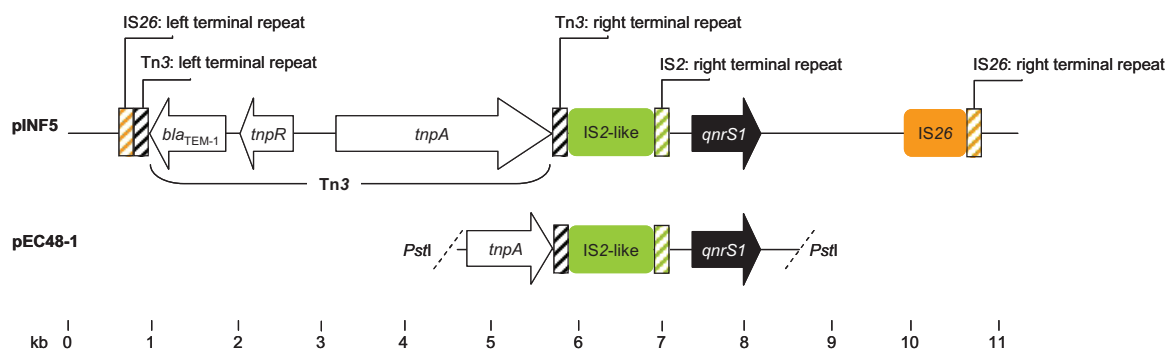 IS26: left terminal repeat
Tn3: right terminal repeat
Tn3: left terminal repeat
IS2: right terminal repeat
IS26: right terminal repeat
pINF5
blaTEM-1
tnpR
tnpA
IS2-like
qnrS1
IS26
Tn3
pEC48-1
PstI
tnpA
IS2-like
qnrS1
PstI
kb 0 1 2 3 4 5 6 7 8 9 10 11